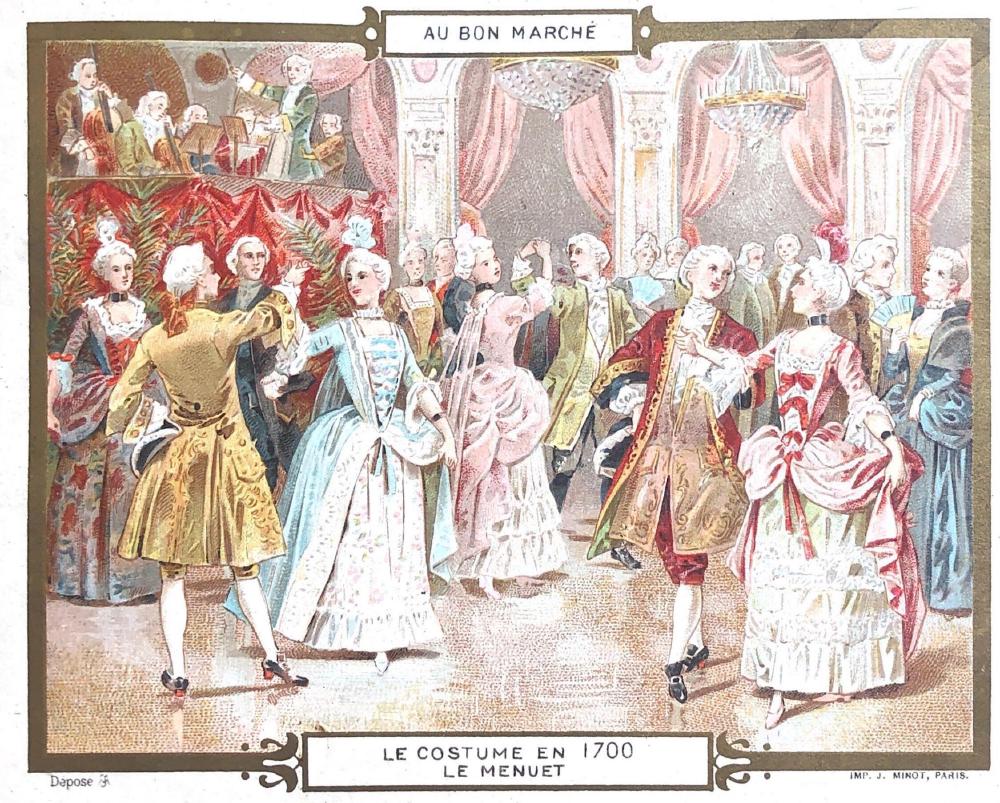 AU BON MARCHÉ
LE COSTUME EN 1700
LE MENUET
Déposé
IMP. J. MINOT, PARIS.